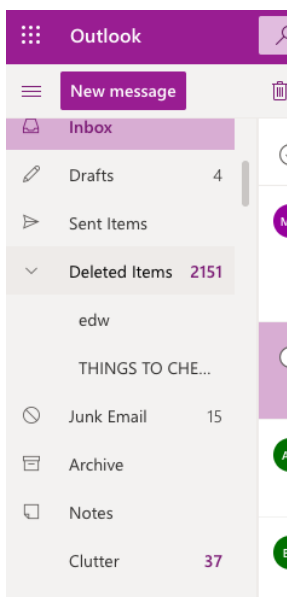 Outlook
New message
Inbox
Drafts 4
Sent Items
Deleted Items 2151
edw
THINGS TO CHE...
Junk Email 15
Archive
Notes
Clutter 37